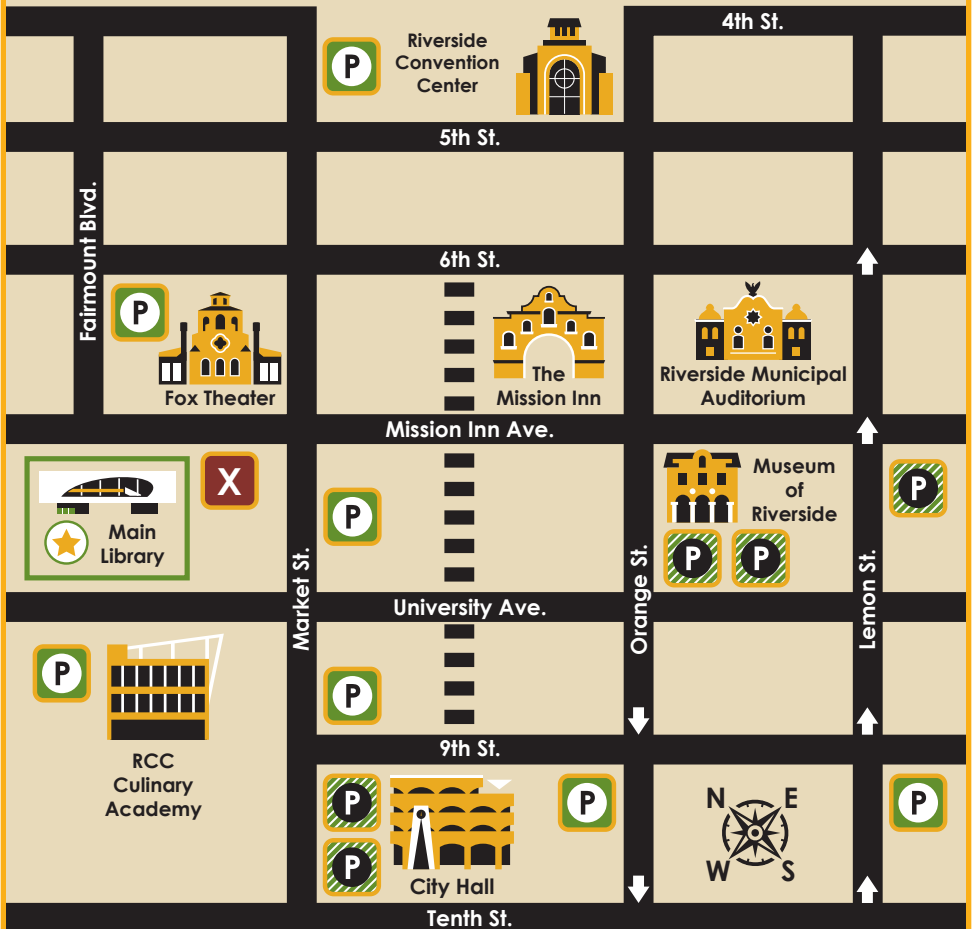 4th St.
P
Riverside
Convention
Center
5th St.
Fairmount Blvd.
6th St.
P
Fox Theater
The
Mission Inn
Riverside Municipal
Auditorium
Mission Inn Ave.
X
Main
Library
P
Museum
of
Riverside
P
P
P
Market St.
Orange St.
Lemon St.
University Ave.
P
RCC
Culinary
Academy
P
9th St.
P
P
City Hall
P
N E
W S
P
Tenth St.